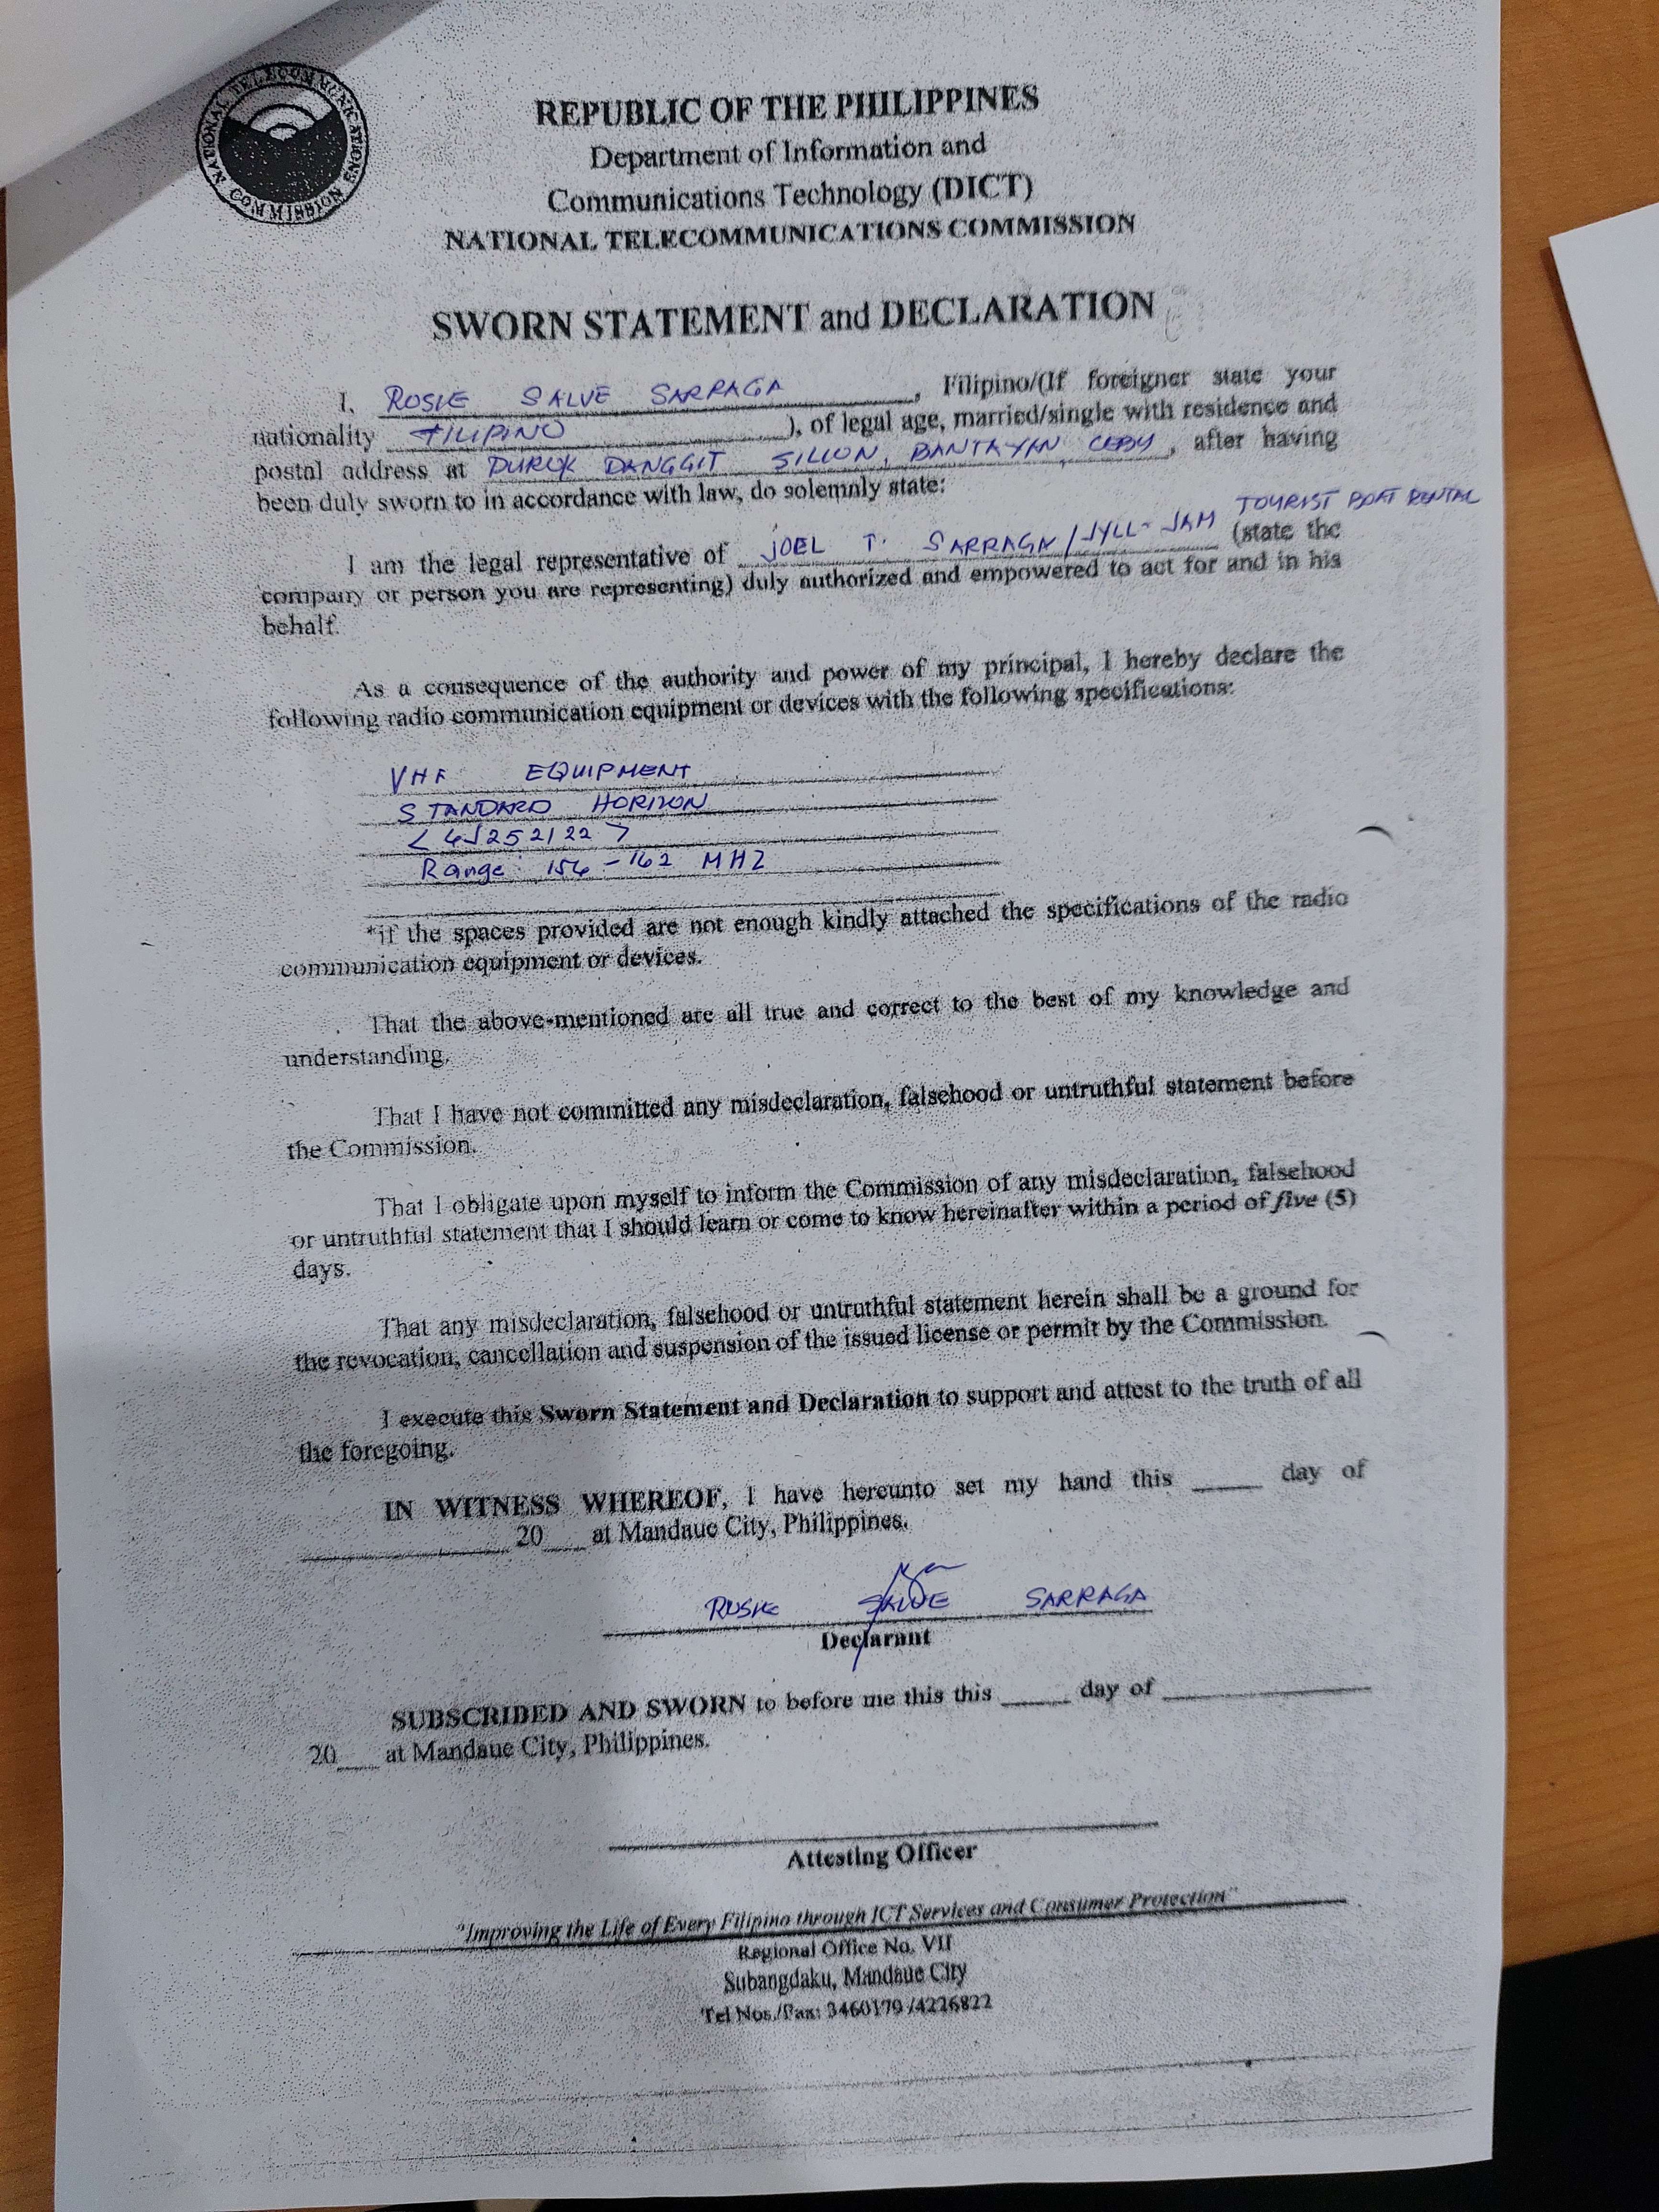 NATIONAL TELECOMMUNICATIONS COMMISSION
REPUBLIC OF THE PHILIPPINES
Department of Information and
Communications Technology (DICT)
NATIONAL TELECOMMUNICATIONS COMMISSION
SWORN STATEMENT and DECLARATION
I, ROSIE SALVE SARRAGA, Filipino/(If foreigner state your
nationality FILIPINO), of legal age, married/single with residence and
postal address at PUROK DANGGIT SILLON, BANTAYAN, CEBU, after having
been duly sworn to in accordance with law, do solemnly state:
TOURIST BOAT RENTAL
I am the legal representative of JOEL T. SARRAGA/JYLL-JAM (state the
company or person you are representing) duly authorized and empowered to act for and in his
behalf.
As a consequence of the authority and power of my principal, I hereby declare the
following radio communication equipment or devices with the following specifications:
VHF EQUIPMENT
STANDARD HORIZON
Range: 156-162 MHZ
*if the spaces provided are not enough kindly attached the specifications of the radio
communication equipment or devices.
That the above-mentioned are all true and correct to the best of my knowledge and
understanding.
That I have not committed any misdeclaration, falsehood or untruthful statement before
the Commission.
That I obligate upon myself to inform the Commission of any misdeclaration, falsehood
or untruthful statement that I should learn or come to know hereinafter within a period of five (5)
days.
That any misdeclaration, falsehood or untruthful statement herein shall be a ground for
the revocation, cancellation and suspension of the issued license or permit by the Commission.
I execute this Sworn Statement and Declaration to support and attest to the truth of all
the foregoing.
IN WITNESS WHEREOF, I have hereunto set my hand this ____ day of
____ 20__ at Mandaue City, Philippines.
ROSIE SALVE SARRAGA
Declarant
SUBSCRIBED AND SWORN to before me this this ____ day of ____
20__ at Mandaue City, Philippines.
Attesting Officer
"Improving the Life of Every Filipino through ICT Services and Consumer Protection"
Regional Office No. VII
Subangdaku, Mandaue City
Tel Nos./Fax: 3460179/4226822